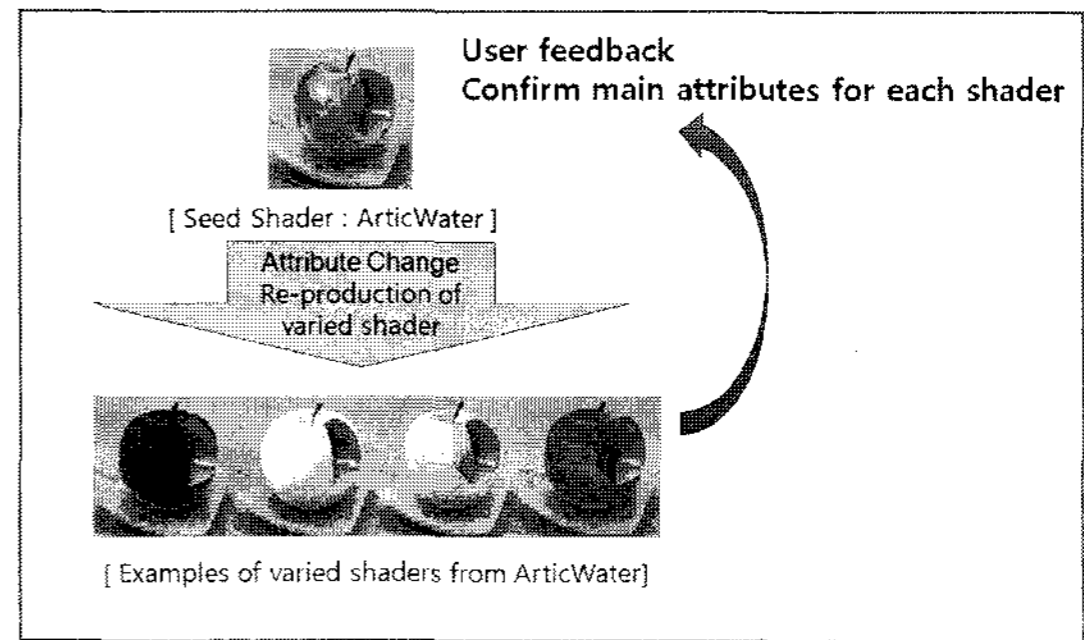 User feedback
Confirm main attributes for each shader
[ Seed Shader : ArticWater ]
Attribute Change
Re-production of
varied shader
[ Examples of varied shaders from ArticWater]